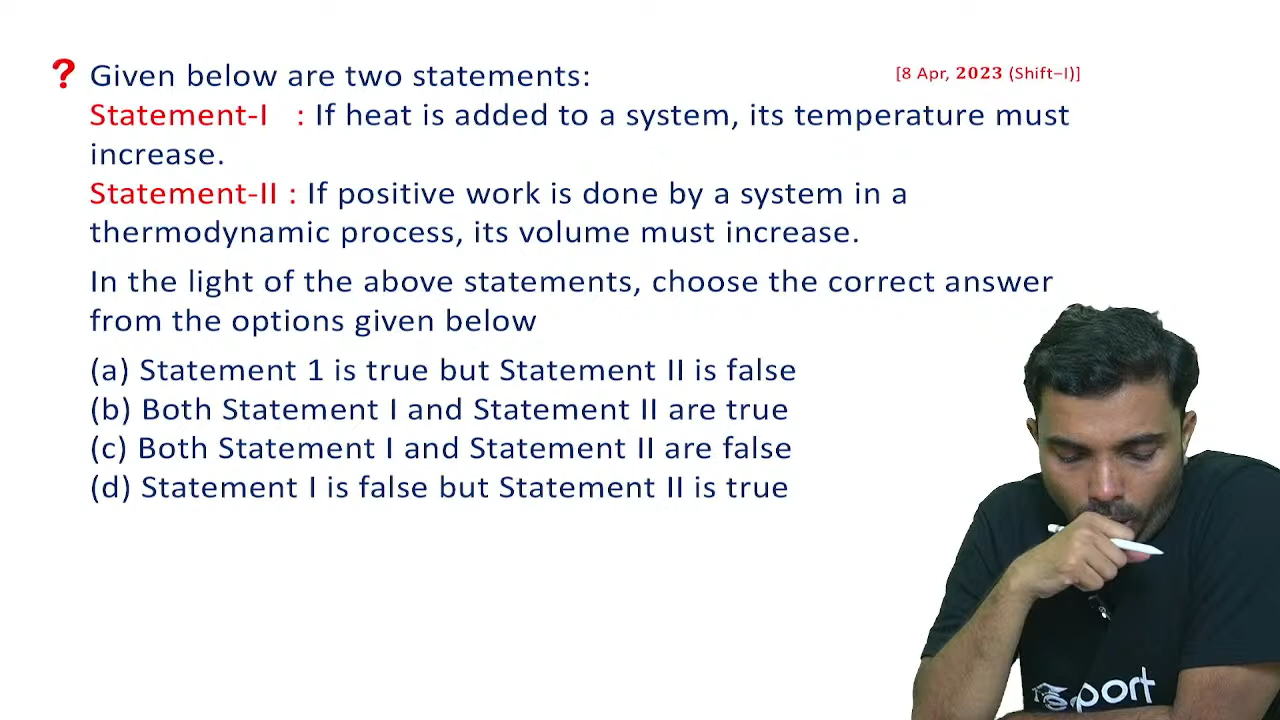 ? Given below are two statements: [8 Apr, 2023 (Shift–I)]
Statement-I : If heat is added to a system, its temperature must
increase.
Statement-II : If positive work is done by a system in a
thermodynamic process, its volume must increase.
In the light of the above statements, choose the correct answer
from the options given below
(a) Statement 1 is true but Statement II is false
(b) Both Statement I and Statement II are true
(c) Both Statement I and Statement II are false
(d) Statement I is false but Statement II is true
port